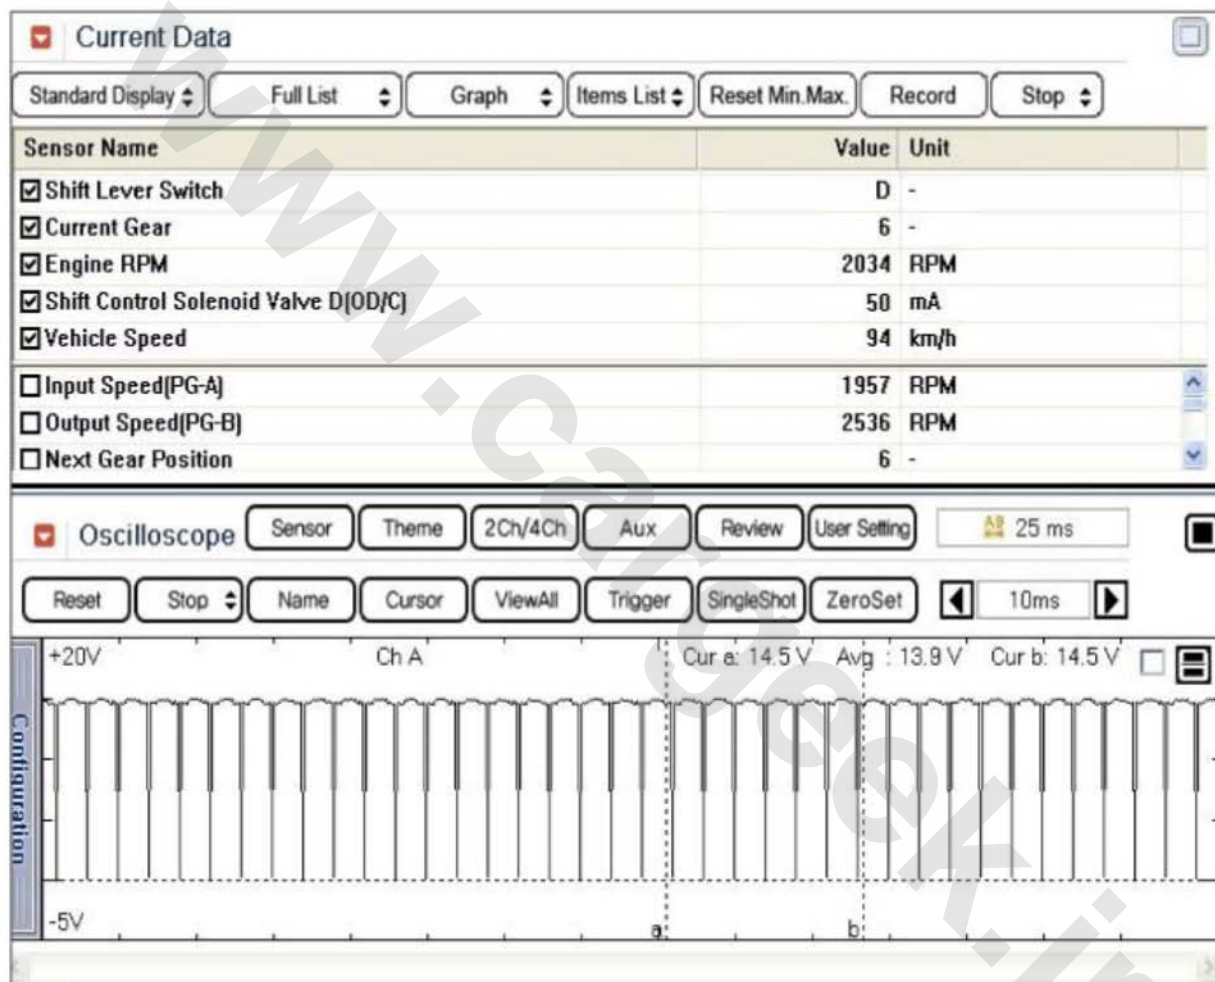 Current Data
Standard Display Full List Graph Items List Reset Min.Max. Record Stop
Sensor Name Value Unit
Shift Lever Switch D -
Current Gear 6 -
Engine RPM 2034 RPM
Shift Control Solenoid Valve D(OD/C) 50 mA
Vehicle Speed 94 km/h
Input Speed(PG-A) 1957 RPM
Output Speed(PG-B) 2536 RPM
Next Gear Position 6 -
Oscilloscope Sensor Theme 2Ch/4Ch Aux Review User Setting AB 25 ms
Reset Stop Name Cursor ViewAll Trigger SingleShot ZeroSet 10ms
+20V Ch A Cur a: 14.5 V Avg : 13.9 V Cur b: 14.5 V
Configuration
-5V a b
www.cargeek.ir